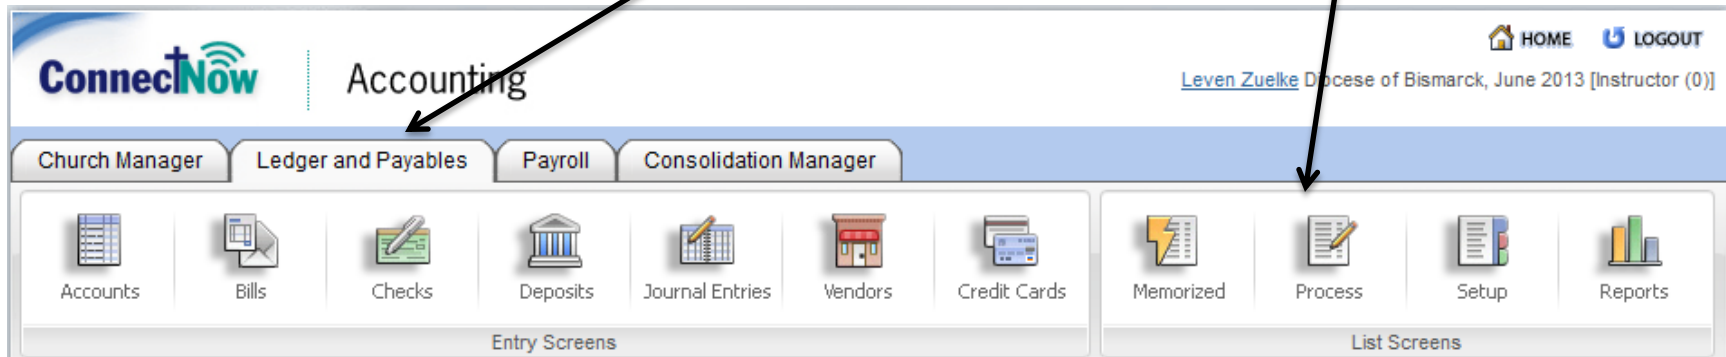 HOME LOGOUT
ConnectNow Accounting
Leven Zuelke Diocese of Bismarck, June 2013 [Instructor (0)]
Church Manager Ledger and Payables Payroll Consolidation Manager
Accounts Bills Checks Deposits Journal Entries Vendors Credit Cards Memorized Process Setup Reports
Entry Screens List Screens